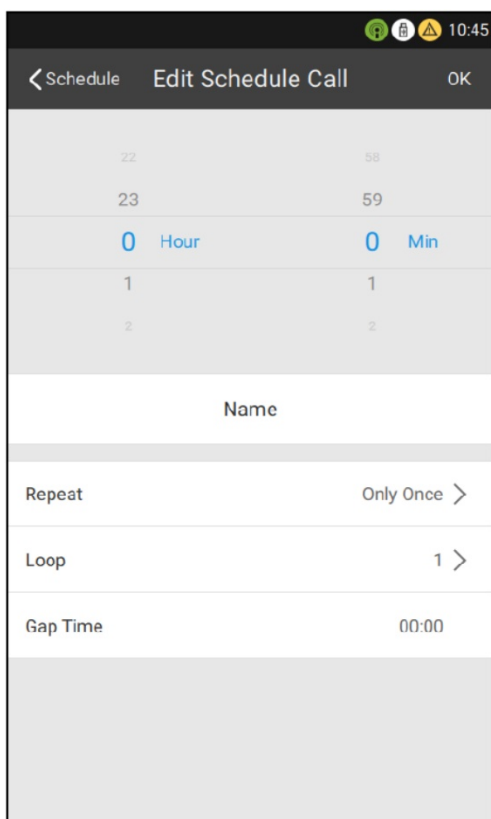 10:45
Schedule Edit Schedule Call OK
22 58
23 59
0 Hour 0 Min
1 1
2 2
Name
Repeat Only Once
Loop 1
Gap Time 00:00